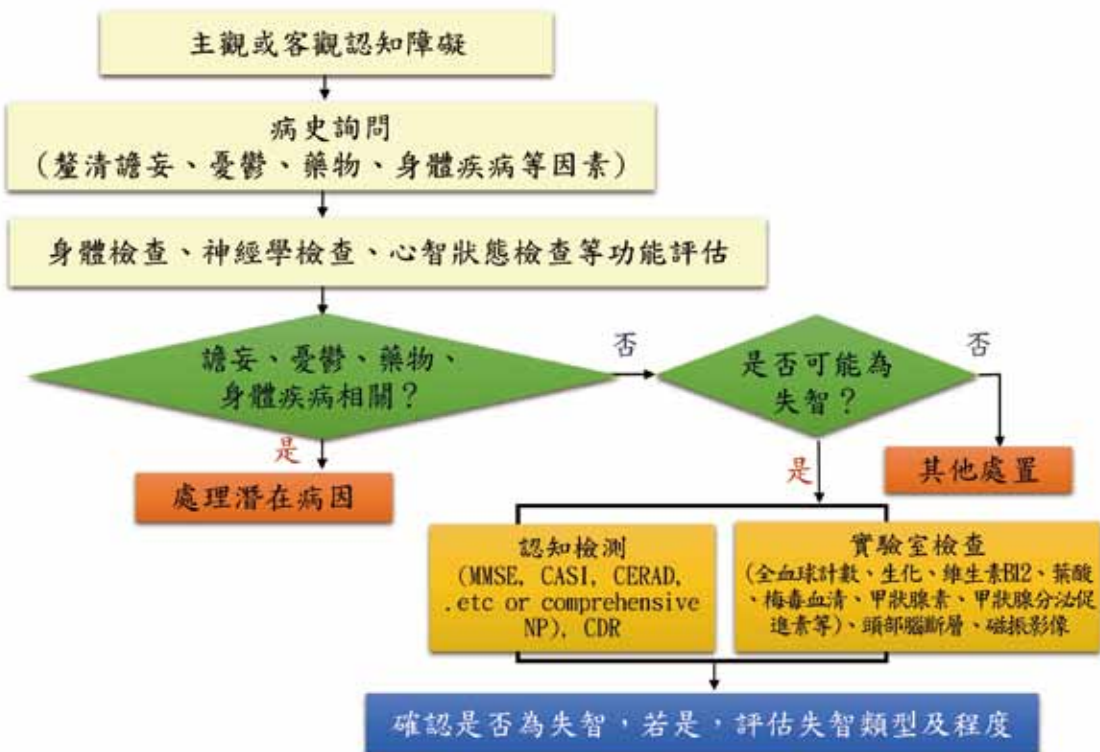 主觀或客觀認知障礙
病史詢問
(釐清譫妄、憂鬱、藥物、身體疾病等因素)
身體檢查、神經學檢查、心智狀態檢查等功能評估
譫妄、憂鬱、藥物、
身體疾病相關？
否
是否可能為
失智？
否
是
處理潛在病因
是
其他處置
認知檢測
(MMSE, CASI, CERAD,
.etc or comprehensive
NP), CDR
實驗室檢查
(全血球計數、生化、維生素B12、葉酸
、梅毒血清、甲狀腺素、甲狀腺分泌促
進素等)、頭部腦斷層、磁振影像
確認是否為失智，若是，評估失智類型及程度